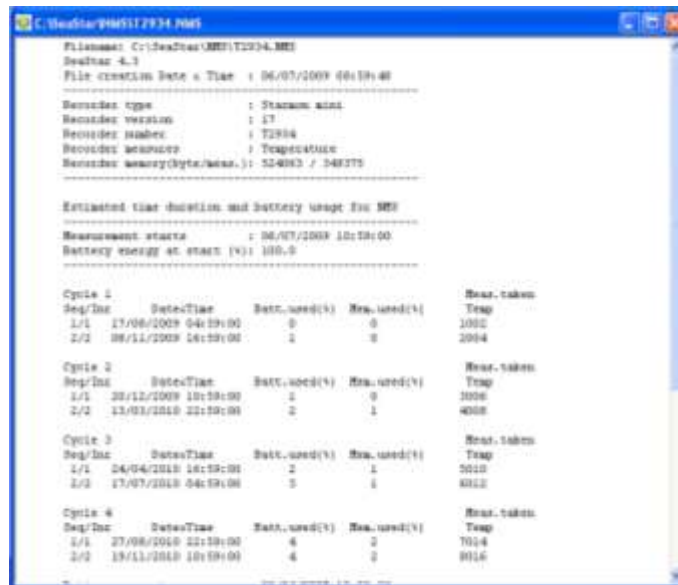 C:\SeaStar\NMS\T2934.NMS
Filename: C:\SeaStar\NMS\T2934.NMS
SeaStar 4.3
File creation Date & Time : 06/07/2009 08:59:48
Recorder type : Starmon mini
Recorder version : 17
Recorder number : T2934
Recorder measures : Temperature
Recorder memory(byte/meas.): 524063 /
Estimated time duration and battery usage for NMS
Measurement starts : 06/07/2009 10:59:00
Battery energy at start (%): 100.0
Cycle 1 Meas.taken
Seq/Inr Date&Time Batt.used(%) Mem.used(%) Temp
1/1 17/08/2009 04:59:00 0 0 1002
2/2 08/11/2009 16:59:00 1 0 2004
Cycle 2 Meas.taken
Seq/Inr Date&Time Batt.used(%) Mem.used(%) Temp
1/1 20/12/2009 10:59:00 1 0 3006
2/2 13/03/2010 22:59:00 2 1 4008
Cycle 3 Meas.taken
Seq/Inr Date&Time Batt.used(%) Mem.used(%) Temp
1/1 24/04/2010 16:59:00 2 1 5010
2/2 17/07/2010 04:59:00 3 1 6012
Cycle 4 Meas.taken
Seq/Inr Date&Time Batt.used(%) Mem.used(%) Temp
1/1 27/08/2010 22:59:00 4 2 7014
2/2 19/11/2010 10:59:00 4 2 8016